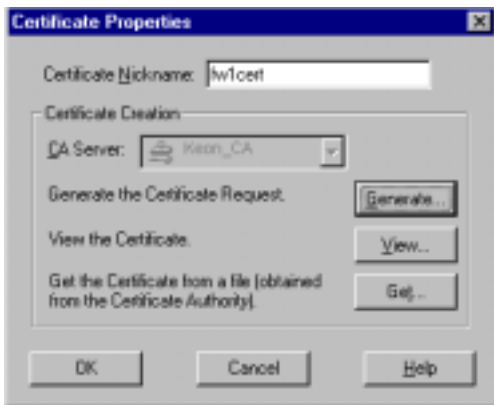 Certificate Properties
Certificate Nickname: fw1cert
Certificate Creation
CA Server: Keon_CA
Generate the Certificate Request. Generate...
View the Certificate. View...
Get the Certificate from a file (obtained
from the Certificate Authority). Get...
OK Cancel Help